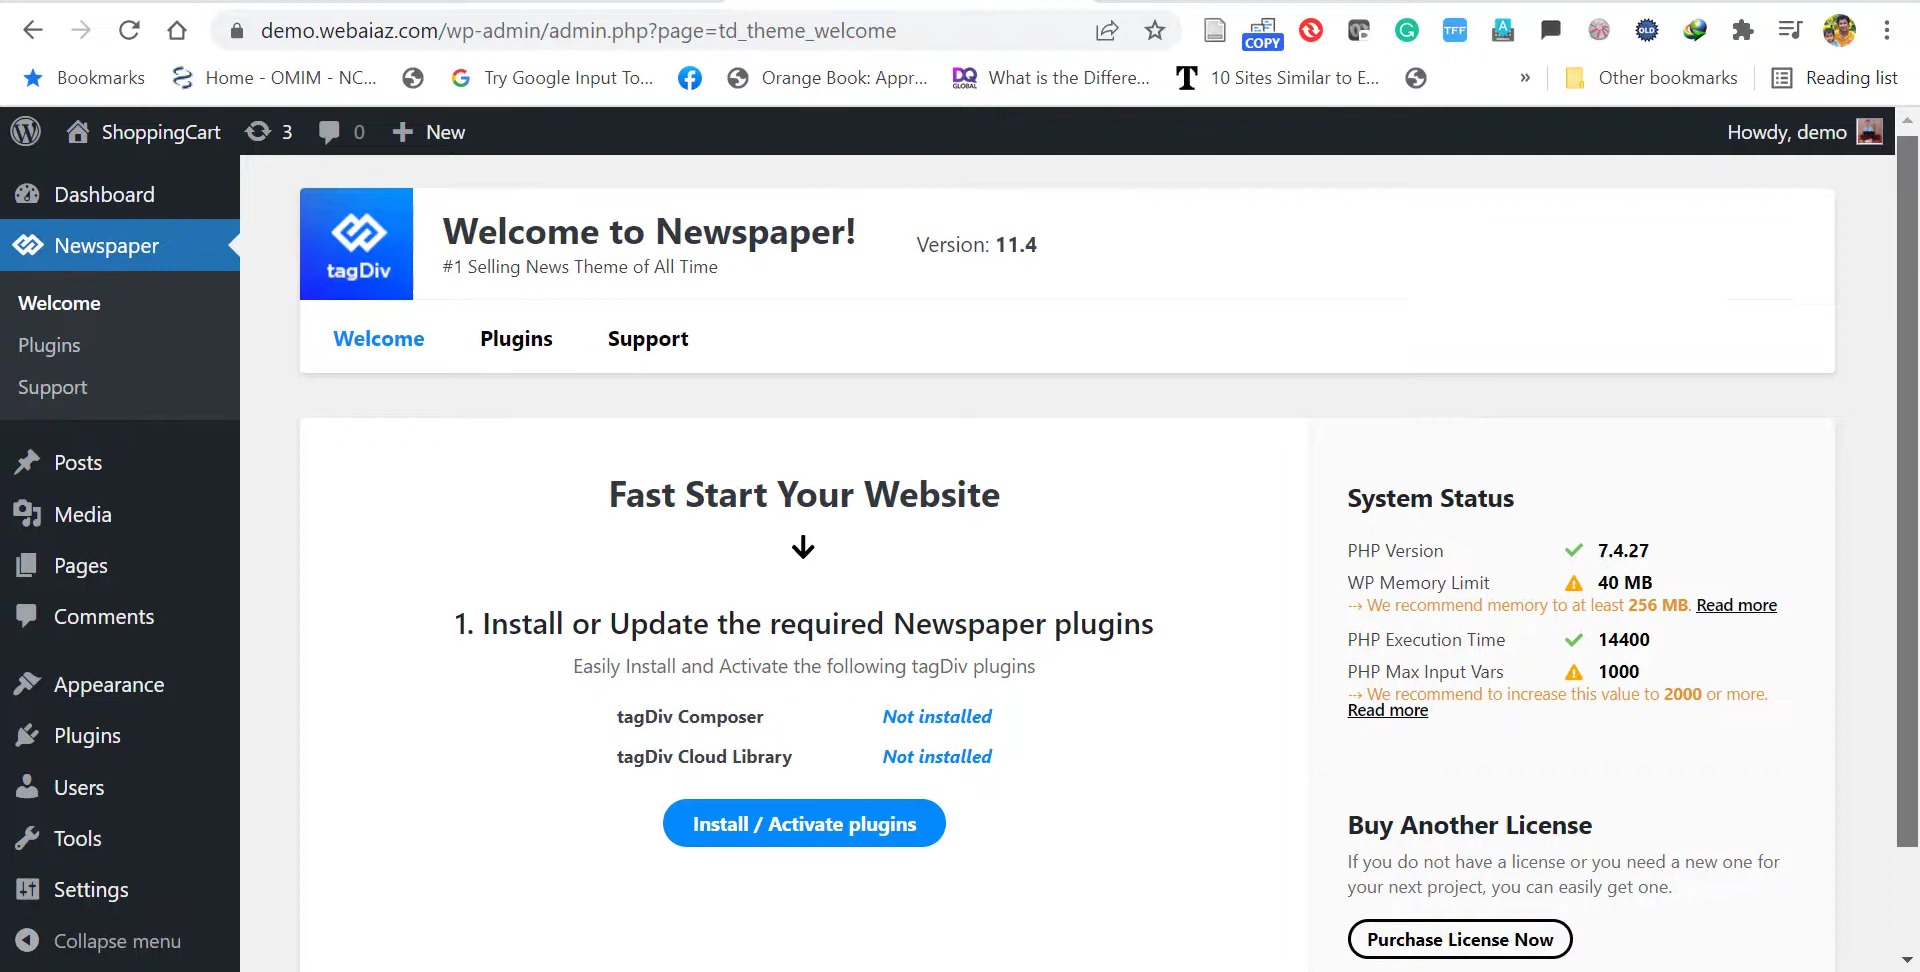 demo.webaiaz.com/wp-admin/admin.php?page=td_theme_welcome
COPY
TFF
A
OLD
Bookmarks
Home - OMIM - NC...
Try Google Input To...
Orange Book: Appr...
DQ GLOBAL
What is the Differe...
10 Sites Similar to E...
»
Other bookmarks
Reading list
ShoppingCart
3
0
New
Howdy, demo
Dashboard
Newspaper
Welcome
Plugins
Support
Posts
Media
Pages
Comments
Appearance
Plugins
Users
Tools
Settings
Collapse menu
tagDiv
Welcome to Newspaper!
#1 Selling News Theme of All Time
Version: 11.4
Welcome
Plugins
Support
Fast Start Your Website
1. Install or Update the required Newspaper plugins
Easily Install and Activate the following tagDiv plugins
tagDiv Composer Not installed
tagDiv Cloud Library Not installed
Install / Activate plugins
System Status
PHP Version 7.4.27
WP Memory Limit 40 MB
⤑ We recommend memory to at least 256 MB. Read more
PHP Execution Time 14400
PHP Max Input Vars 1000
⤑ We recommend to increase this value to 2000 or more.
Read more
Buy Another License
If you do not have a license or you need a new one for
your next project, you can easily get one.
Purchase License Now